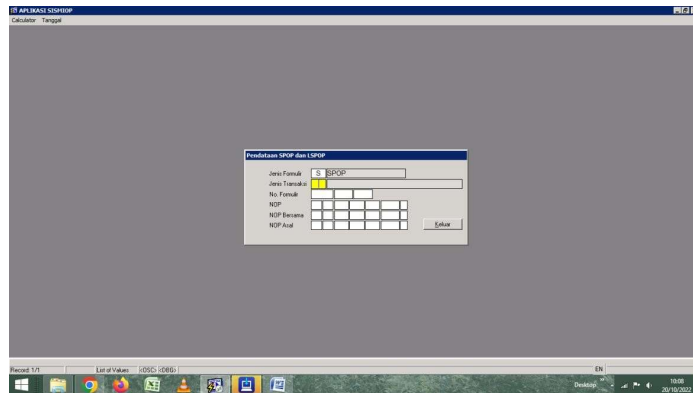 APLIKASI SISMIOP
Calculator Tanggal
Pendataan SPOP dan LSPOP
Jenis Formulir S SPOP
Jenis Transaksi
No. Formulir
NOP
NOP Bersama
NOP Asal
Keluar
Record: 1/1 List of Values <OSC> <DBG> EN
Desktop
10:08
20/10/2022